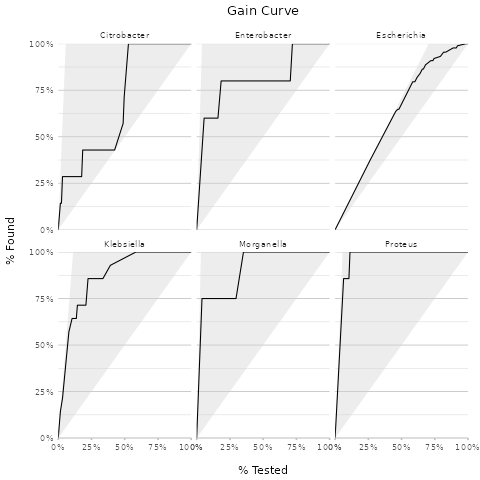 Gain Curve
Citrobacter Enterobacter Escherichia
100%
75%
50%
25%
0%
Klebsiella Morganella Proteus
100%
75%
50%
25%
0%
0% 25% 50% 75% 100% 0% 25% 50% 75% 100% 0% 25% 50% 75% 100%
% Found
% Tested